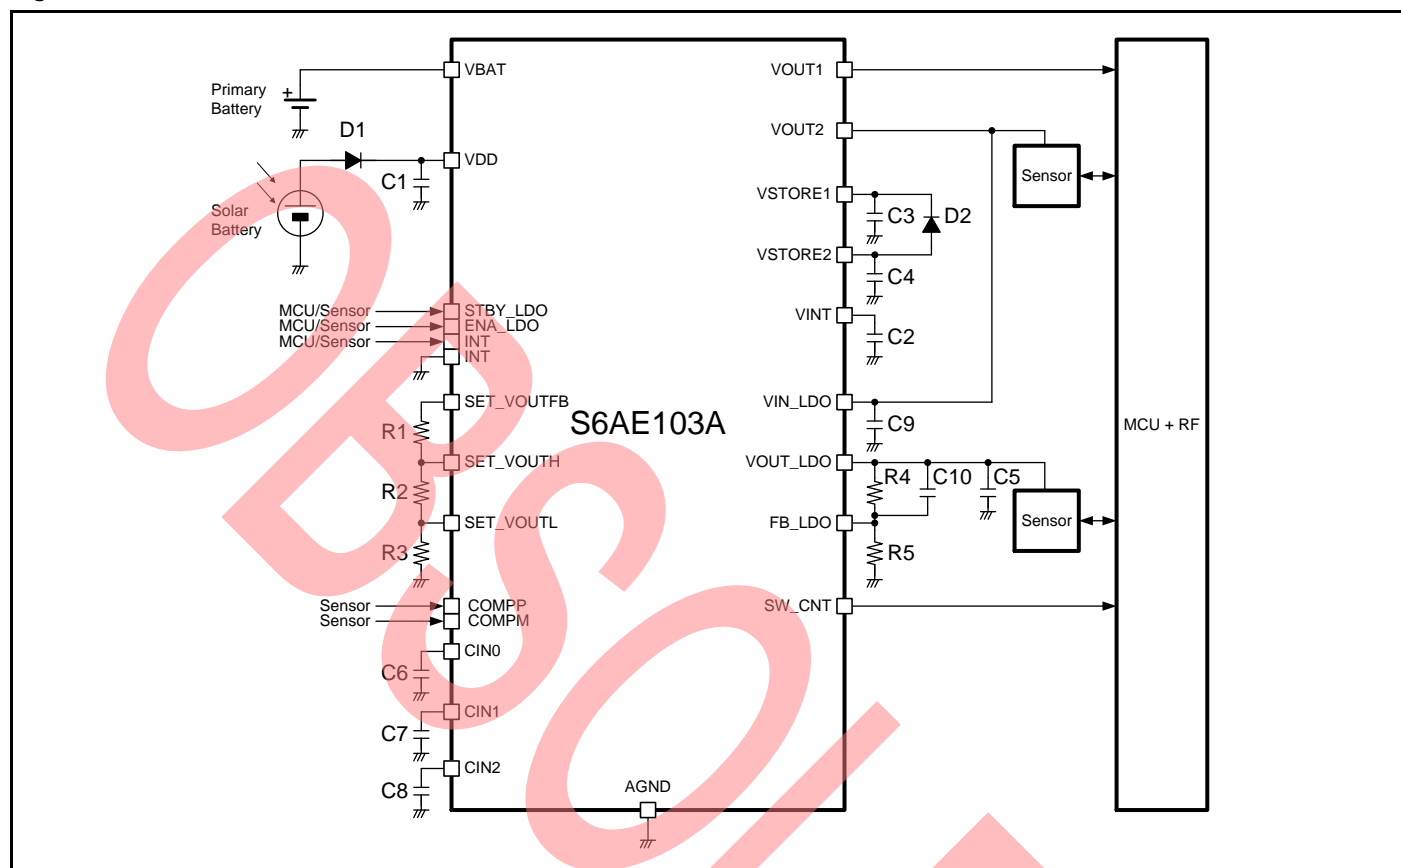 Primary
Battery
+
D1
C1
Solar
Battery
VBAT
VDD
MCU/Sensor
MCU/Sensor
MCU/Sensor
STBY_LDO
ENA_LDO
INT
INT
SET_VOUTFB
R1
SET_VOUTH
R2
SET_VOUTL
R3
Sensor
Sensor
COMPP
COMPM
CIN0
C6
CIN1
C7
CIN2
C8
S6AE103A
AGND
VOUT1
VOUT2
Sensor
VSTORE1
C3
D2
VSTORE2
C4
VINT
C2
VIN_LDO
C9
VOUT_LDO
R4
C10
C5
FB_LDO
R5
Sensor
SW_CNT
MCU + RF